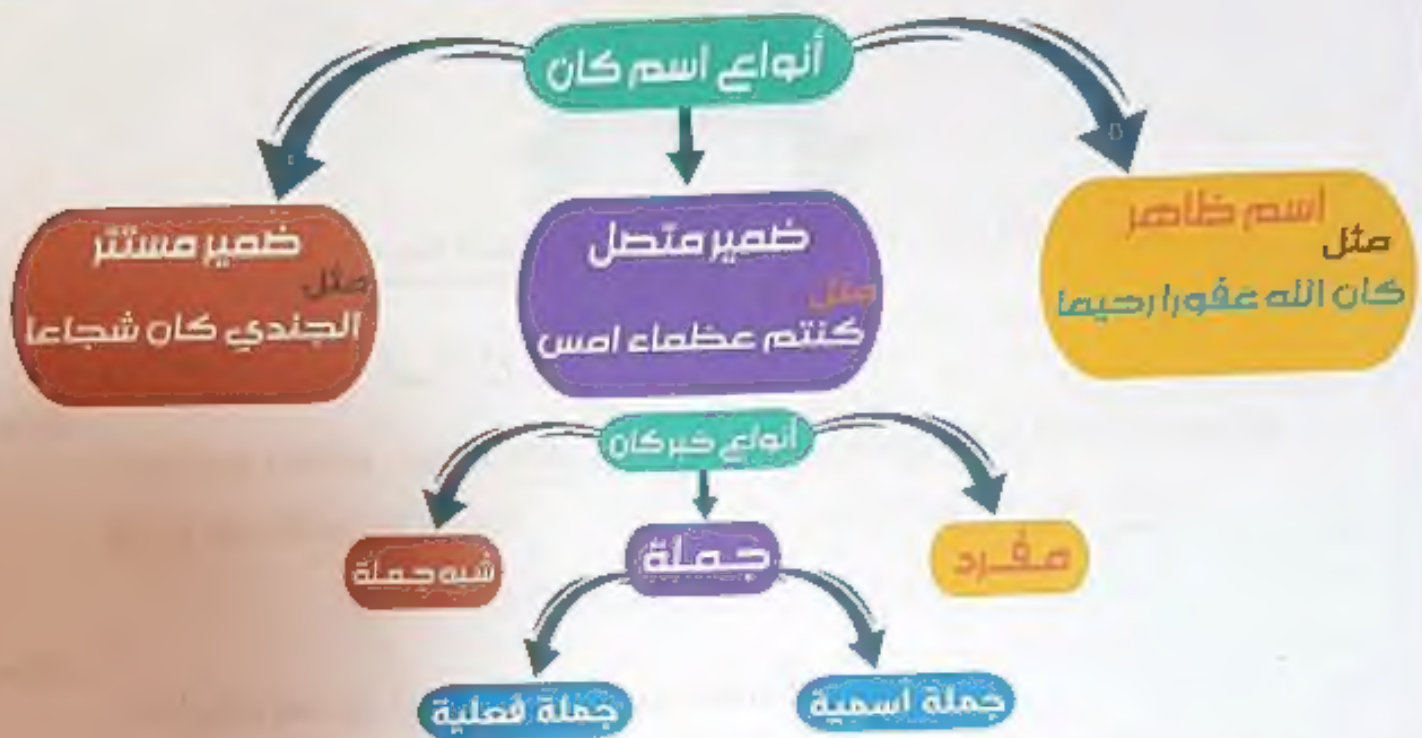 أنواع اسم كان
اسم ظاهر
مثل
كان الله غفورا رحيما
ضمير متصل
مثل
كنتم عظماء امس
ضمير مستتر
مثل
الجندي كان شجاعا
أنواع خبر كان
مفرد
جملة
شبه جملة
جملة اسمية
جملة فعلية